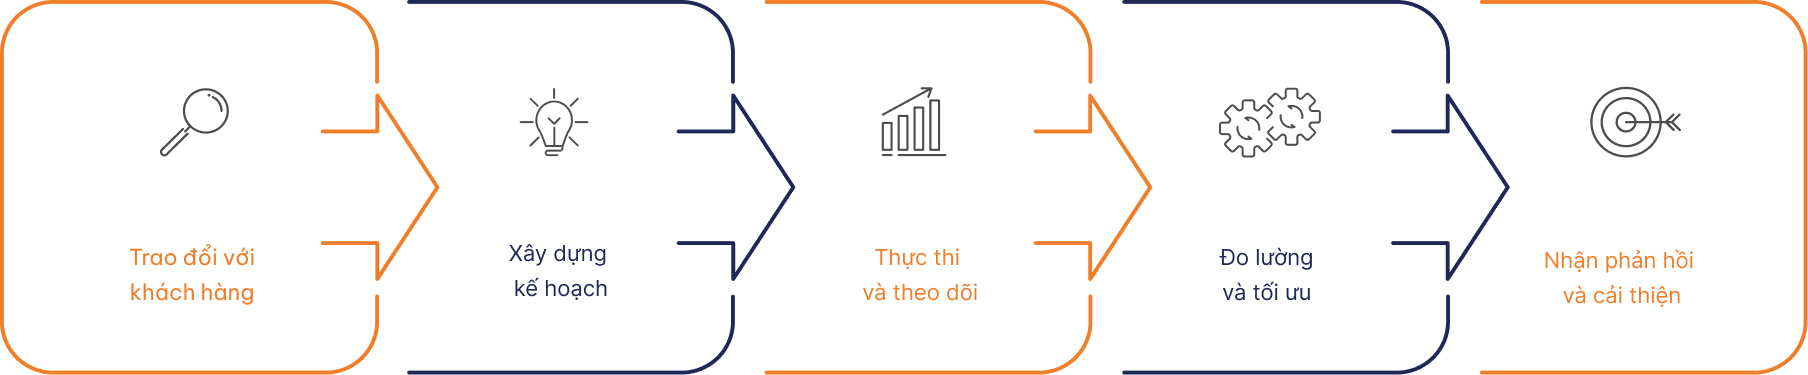 Trao đổi với
khách hàng
Xây dựng
kế hoạch
Thực thi
và theo dõi
Đo lường
và tối ưu
Nhận phản hồi
và cải thiện